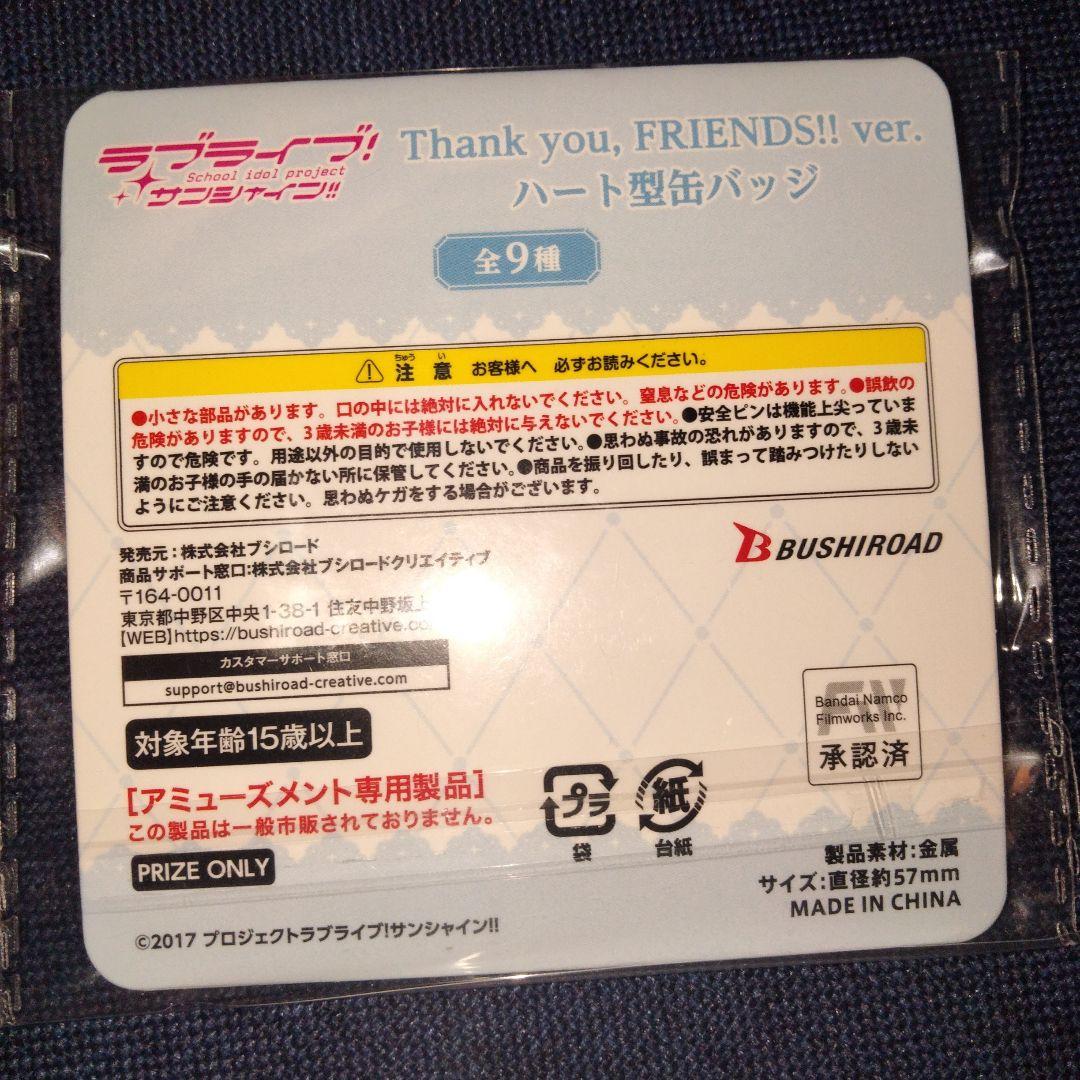 ラブライブ!
School idol project
サンシャイン!!
Thank you, FRIENDS!! ver.
ハート型缶バッジ
全9種
ちゅう い
注 意 お客様へ 必ずお読みください。
●小さな部品があります。口の中には絶対に入れないでください。窒息などの危険があります。●誤飲の
危険がありますので、3歳未満のお子様には絶対に与えないでください。●安全ピンは機能上尖っていま
すので危険です。用途以外の目的で使用しないでください。●思わぬ事故の恐れがありますので、3歳未
満のお子様の手の届かない所に保管してください。●商品を振り回したり、誤まって踏みつけたりしない
ようにご注意ください。思わぬケガをする場合がございます。
発売元:株式会社ブシロード
商品サポート窓口:株式会社ブシロードクリエイティブ
〒164-0011
東京都中野区中央1-38-1 住友中野坂上
【WEB】https://bushiroad-creative.co
カスタマーサポート窓口
support@bushiroad-creative.com
BUSHIROAD
対象年齢15歳以上
[アミューズメント専用製品]
この製品は一般市販されておりません。
PRIZE ONLY
プラ
袋
紙
台紙
Bandai Namco
Filmworks Inc.
承認済
製品素材:金属
サイズ:直径約57mm
MADE IN CHINA
©2017 プロジェクトラブライブ!サンシャイン!!